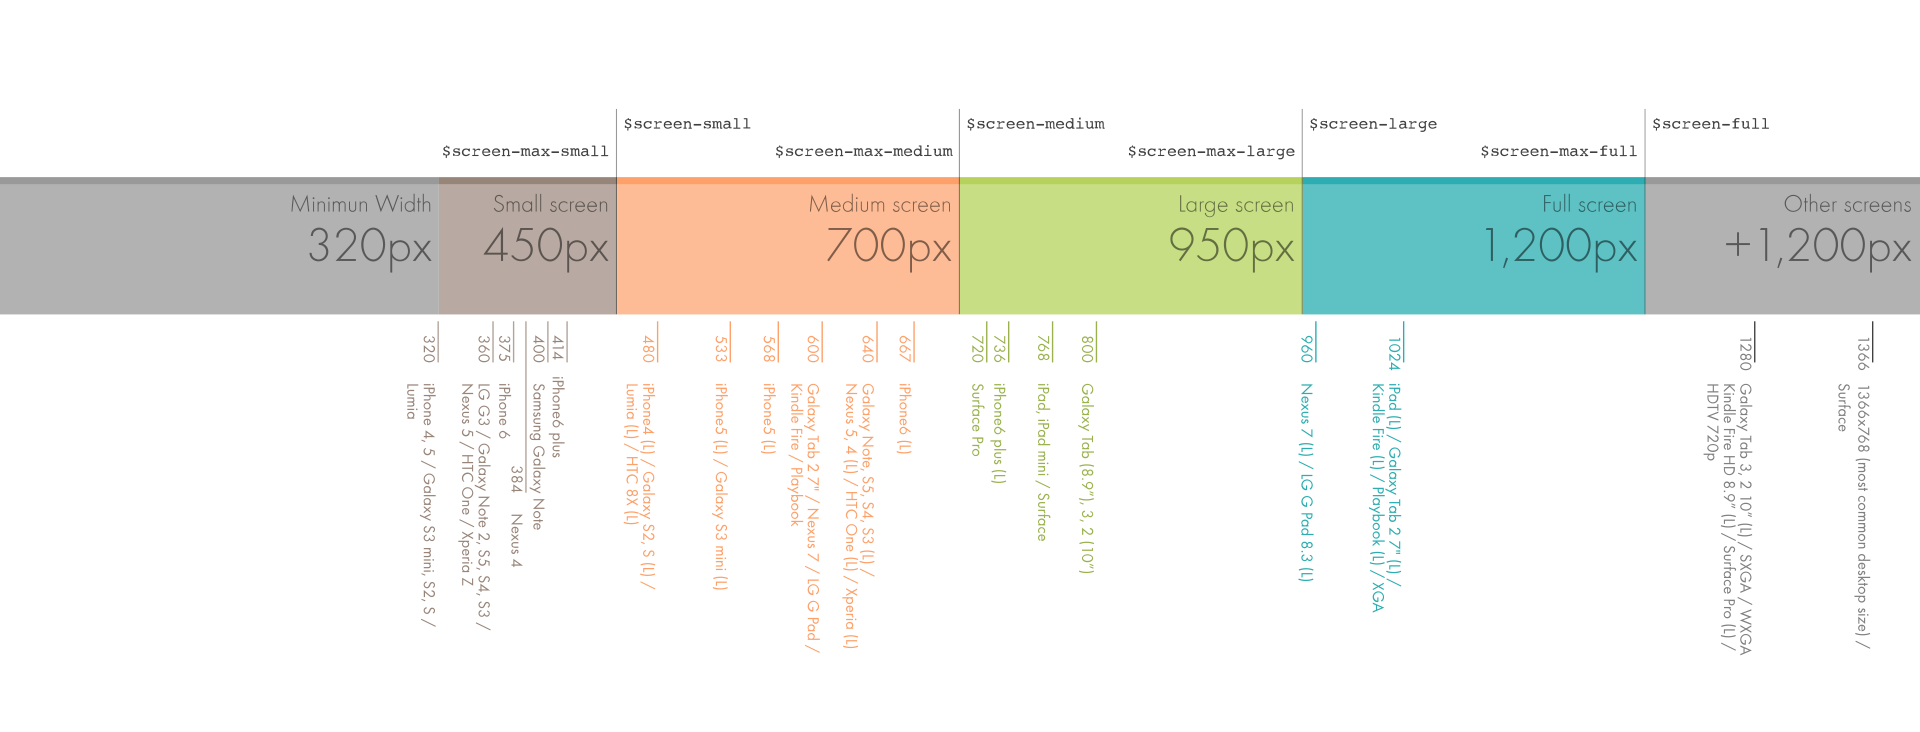 $screen-small
$screen-medium
$screen-large
$screen-full
$screen-max-small
$screen-max-medium
$screen-max-large
$screen-max-full
Minimun Width
320px
Small screen
450px
Medium screen
700px
Large screen
950px
Full screen
1,200px
Other screens
+1,200px
320 iPhone 4, 5 / Galaxy S3 mini, S2, S /
Lumia
360 LG G3 / Galaxy Note 2, S5, S4, S3 /
Nexus 5 / HTC One / Xperia Z
375 iPhone 6
384 Nexus 4
400 Samsung Galaxy Note
414 iPhone6 plus
480 iPhone4 (L) / Galaxy S2, S (L) /
Lumia (L) / HTC 8X (L)
533 iPhone5 (L) / Galaxy S3 mini (L)
568 iPhone5 (L)
600 Galaxy Tab 2 7" / Nexus 7 / LG G Pad /
Kindle Fire / Playbook
640 Galaxy Note, S5, S4, S3 (L) /
Nexus 5, 4 (L) / HTC One (L) / Xperia (L)
667 iPhone6 (L)
720 Surface Pro
736 iPhone6 plus (L)
768 iPad, iPad mini / Surface
800 Galaxy Tab (8.9"), 3, 2 (10")
960 Nexus 7 (L) / LG G Pad 8.3 (L)
1024 iPad (L) / Galaxy Tab 2 7" (L) /
Kindle Fire (L) / Playbook (L) / XGA
1280 Galaxy Tab 3, 2 10" (L) / SXGA / WXGA
Kindle Fire HD 8.9" (L) / Surface Pro (L) /
HDTV 720p
1366 1366x768 (most common desktop size) /
Surface